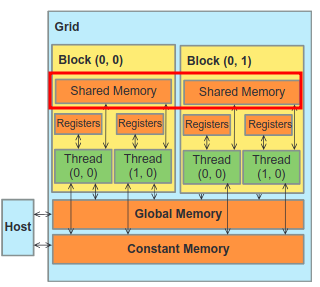 Grid
Block (0, 0)
Block (0, 1)
Shared Memory
Shared Memory
Registers
Registers
Registers
Registers
Thread
(0, 0)
Thread
(1, 0)
Thread
(0, 0)
Thread
(1, 0)
Host
Global Memory
Constant Memory